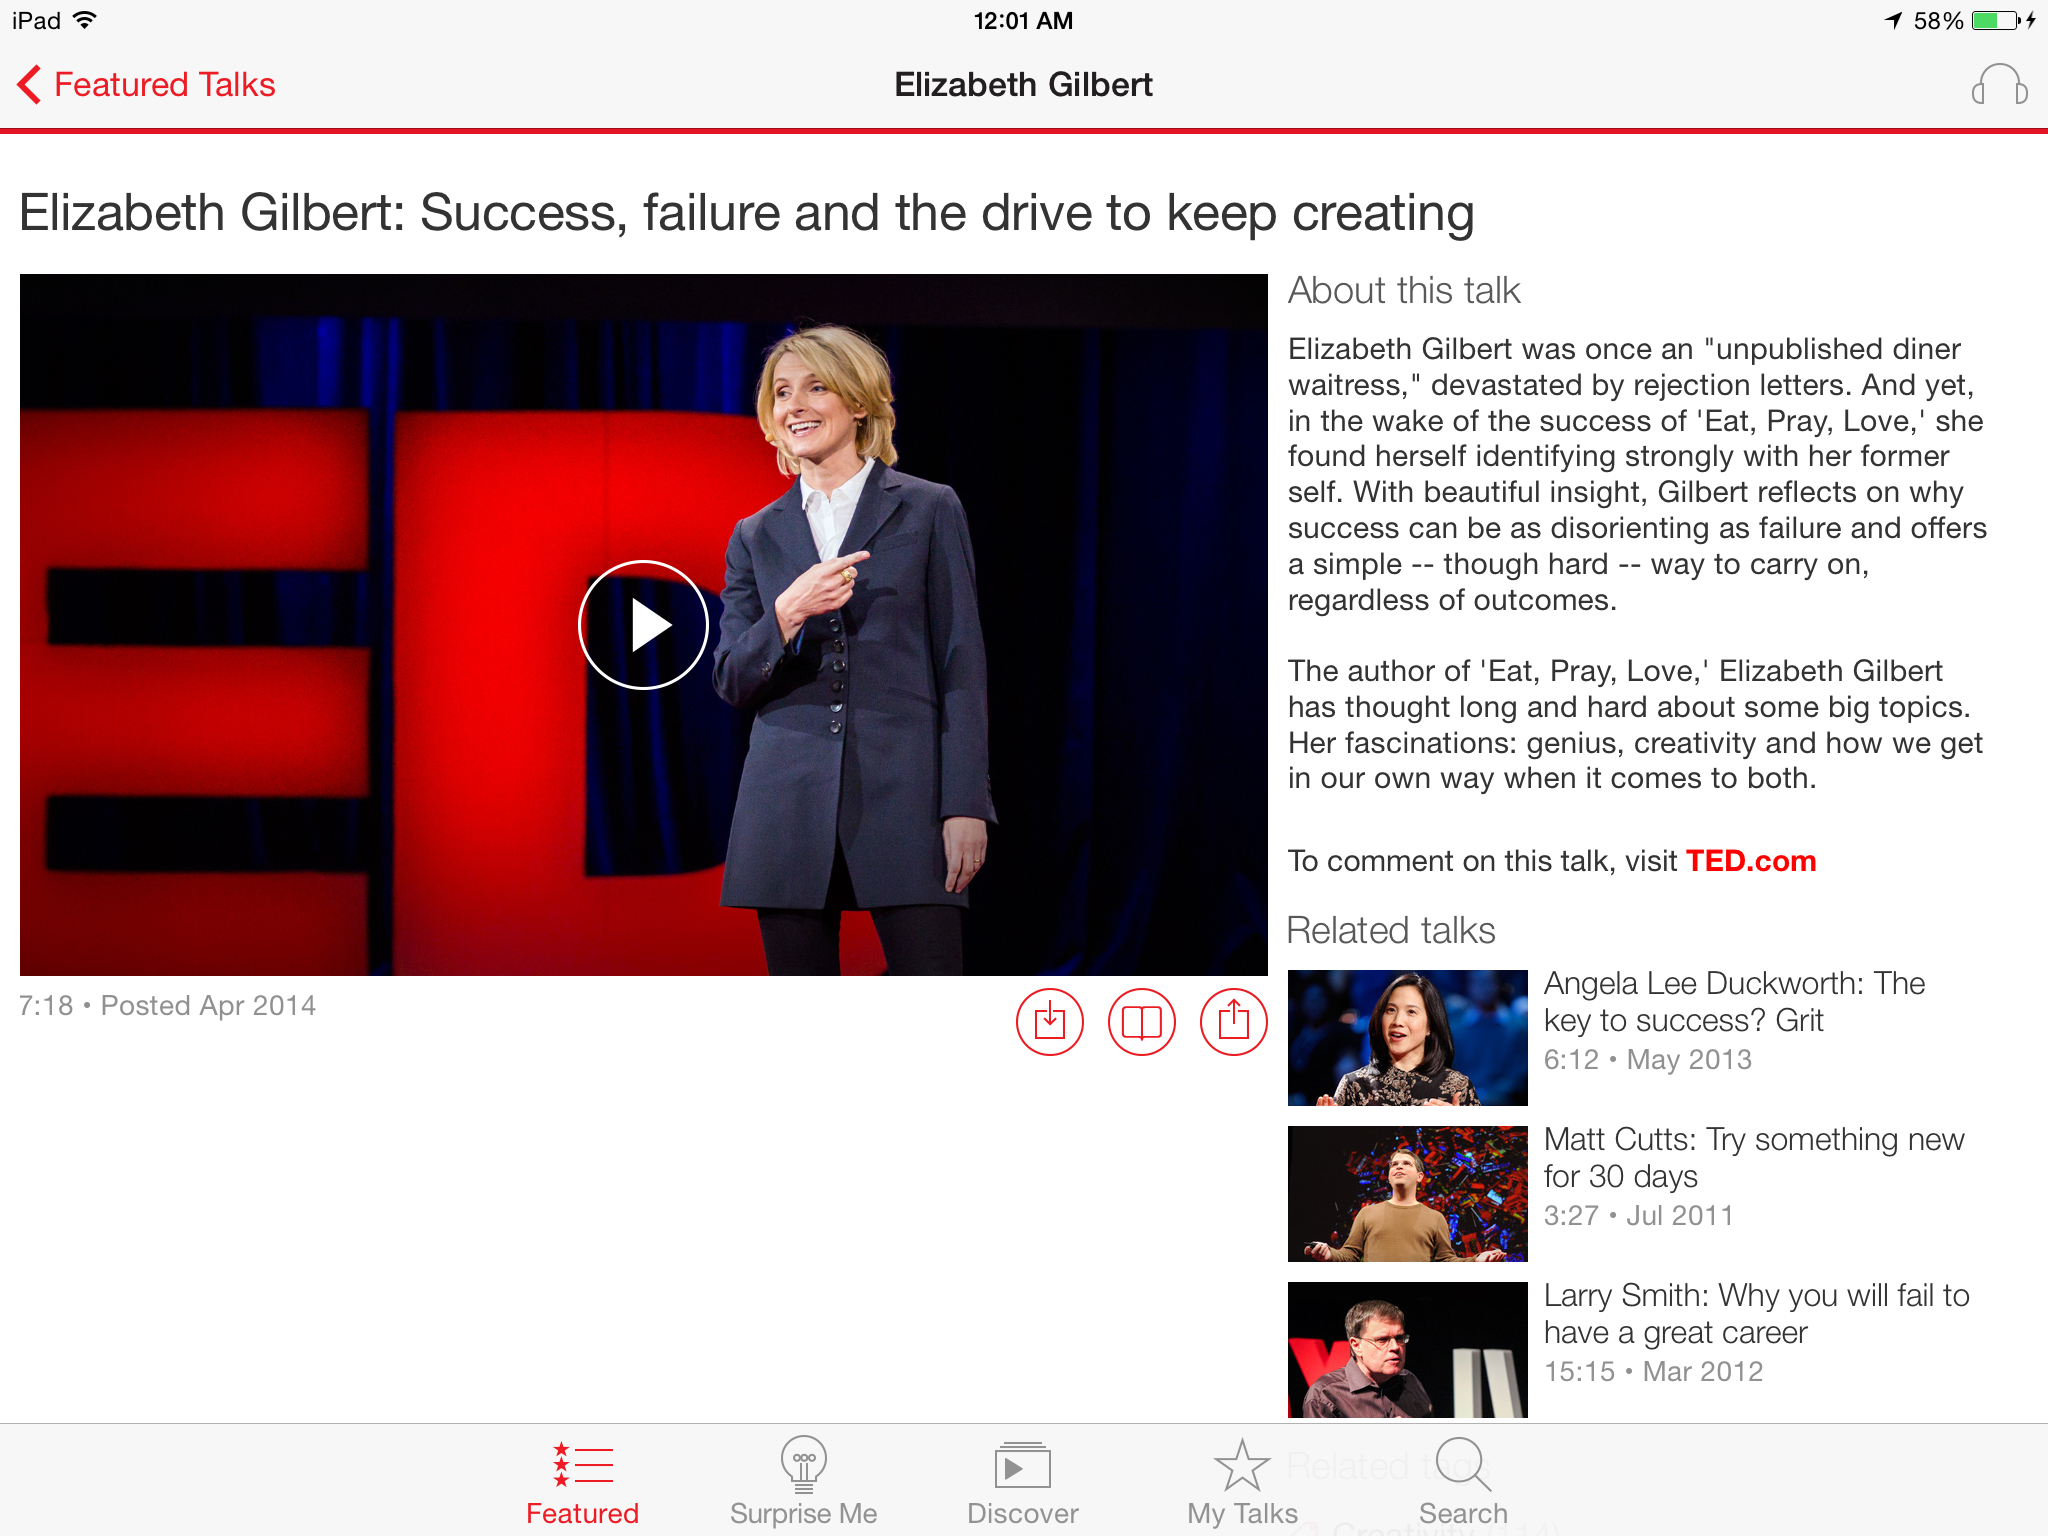 iPad
12:01 AM
58%
Featured Talks
Elizabeth Gilbert
Elizabeth Gilbert: Success, failure and the drive to keep creating
ED
7:18 • Posted Apr 2014
About this talk
Elizabeth Gilbert was once an "unpublished diner
waitress," devastated by rejection letters. And yet,
in the wake of the success of 'Eat, Pray, Love,' she
found herself identifying strongly with her former
self. With beautiful insight, Gilbert reflects on why
success can be as disorienting as failure and offers
a simple -- though hard -- way to carry on,
regardless of outcomes.
The author of 'Eat, Pray, Love,' Elizabeth Gilbert
has thought long and hard about some big topics.
Her fascinations: genius, creativity and how we get
in our own way when it comes to both.
To comment on this talk, visit TED.com
Related talks
Angela Lee Duckworth: The
key to success? Grit
6:12 • May 2013
Matt Cutts: Try something new
for 30 days
3:27 • Jul 2011
Larry Smith: Why you will fail to
have a great career
15:15 • Mar 2012
Related tags
Creativity (114)
Featured
Surprise Me
Discover
My Talks
Search